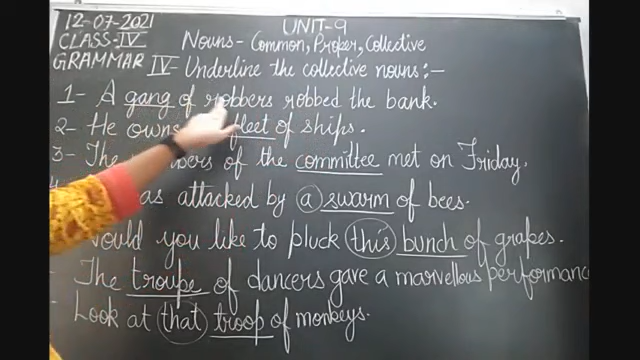 12-07-2021
UNIT-9
CLASS-IV
Nouns- Common, Proper, Collective
GRAMMAR
IV- Underline the collective nouns:-
1- A gang of robbers robbed the bank.
2- He owns fleet of ships.
3- The of the committee met on Friday.
as attacked by a swarm of bees.
Would you like to pluck this bunch of grapes.
The troupe of dancers gave a marvellous performance
Look at that troop of monkeys.